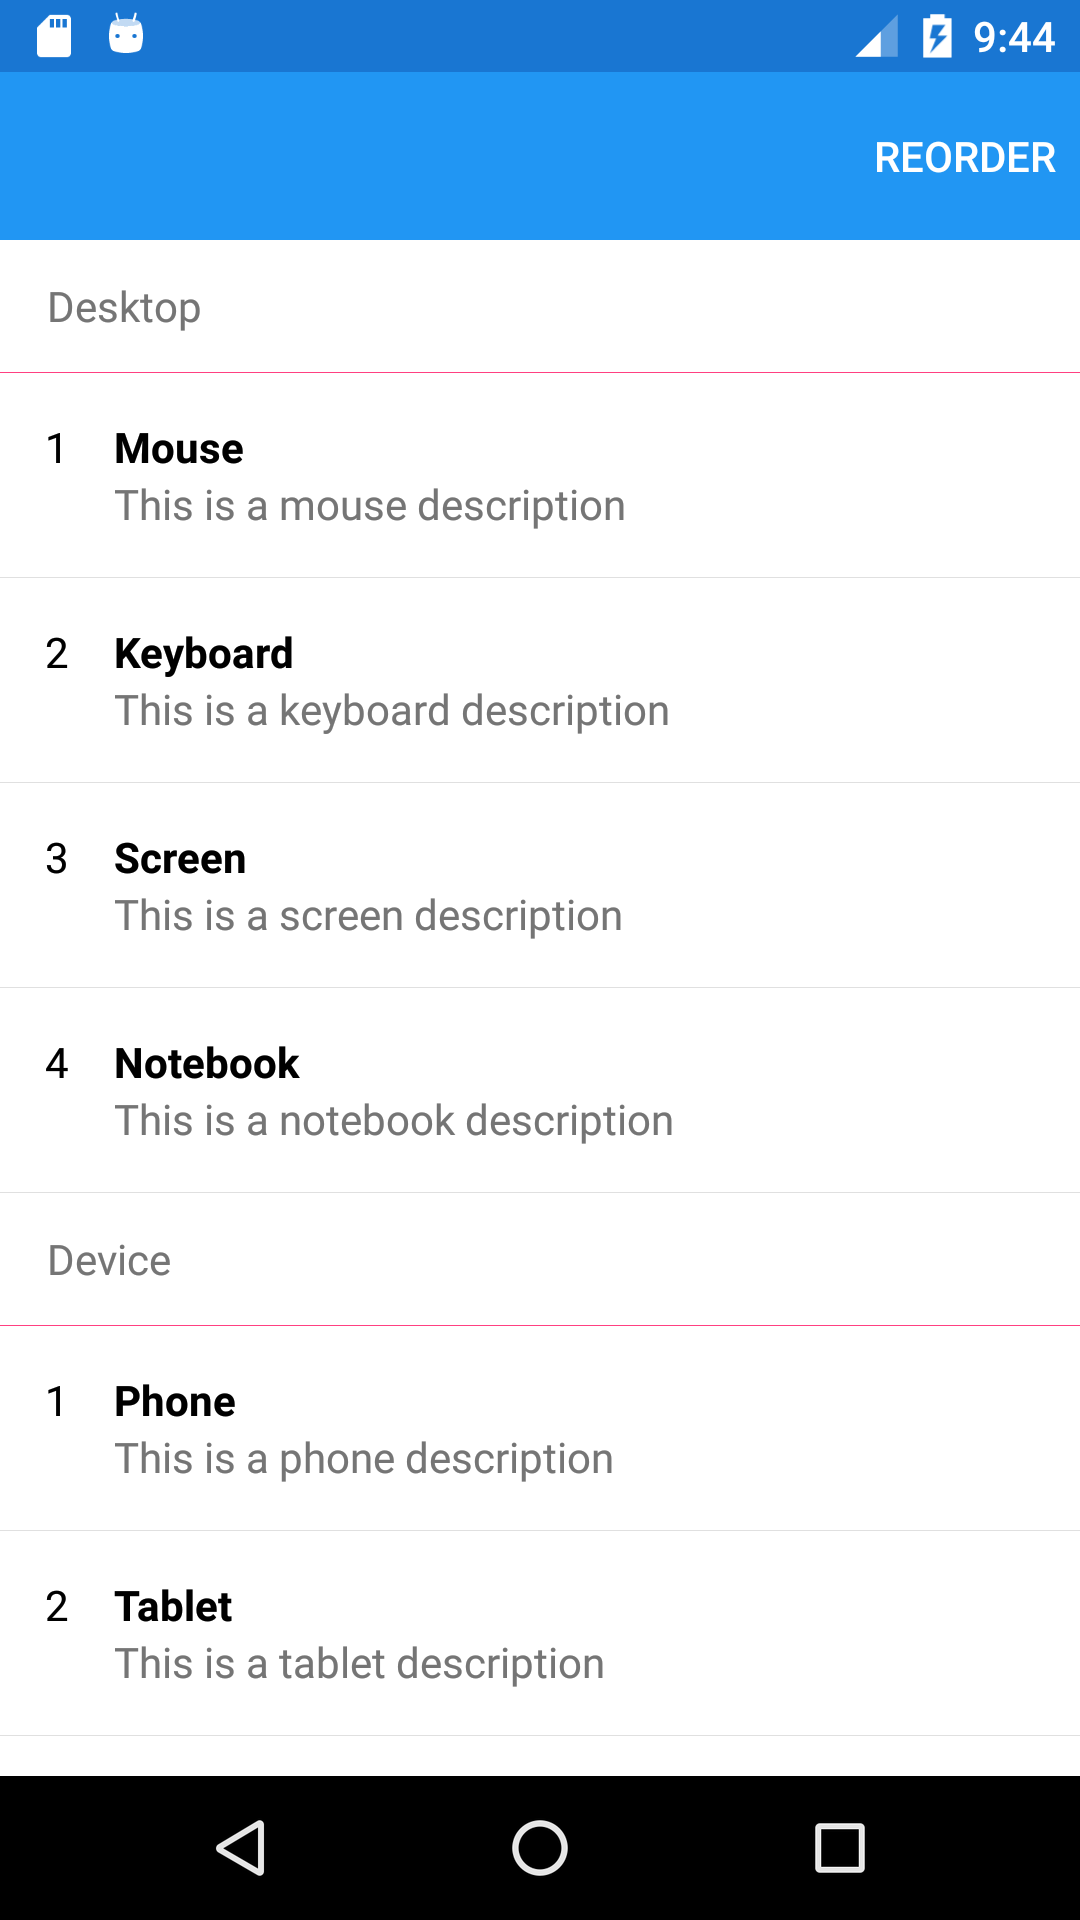 9:44
REORDER
Desktop
1 Mouse
This is a mouse description
2 Keyboard
This is a keyboard description
3 Screen
This is a screen description
4 Notebook
This is a notebook description
Device
1 Phone
This is a phone description
2 Tablet
This is a tablet description